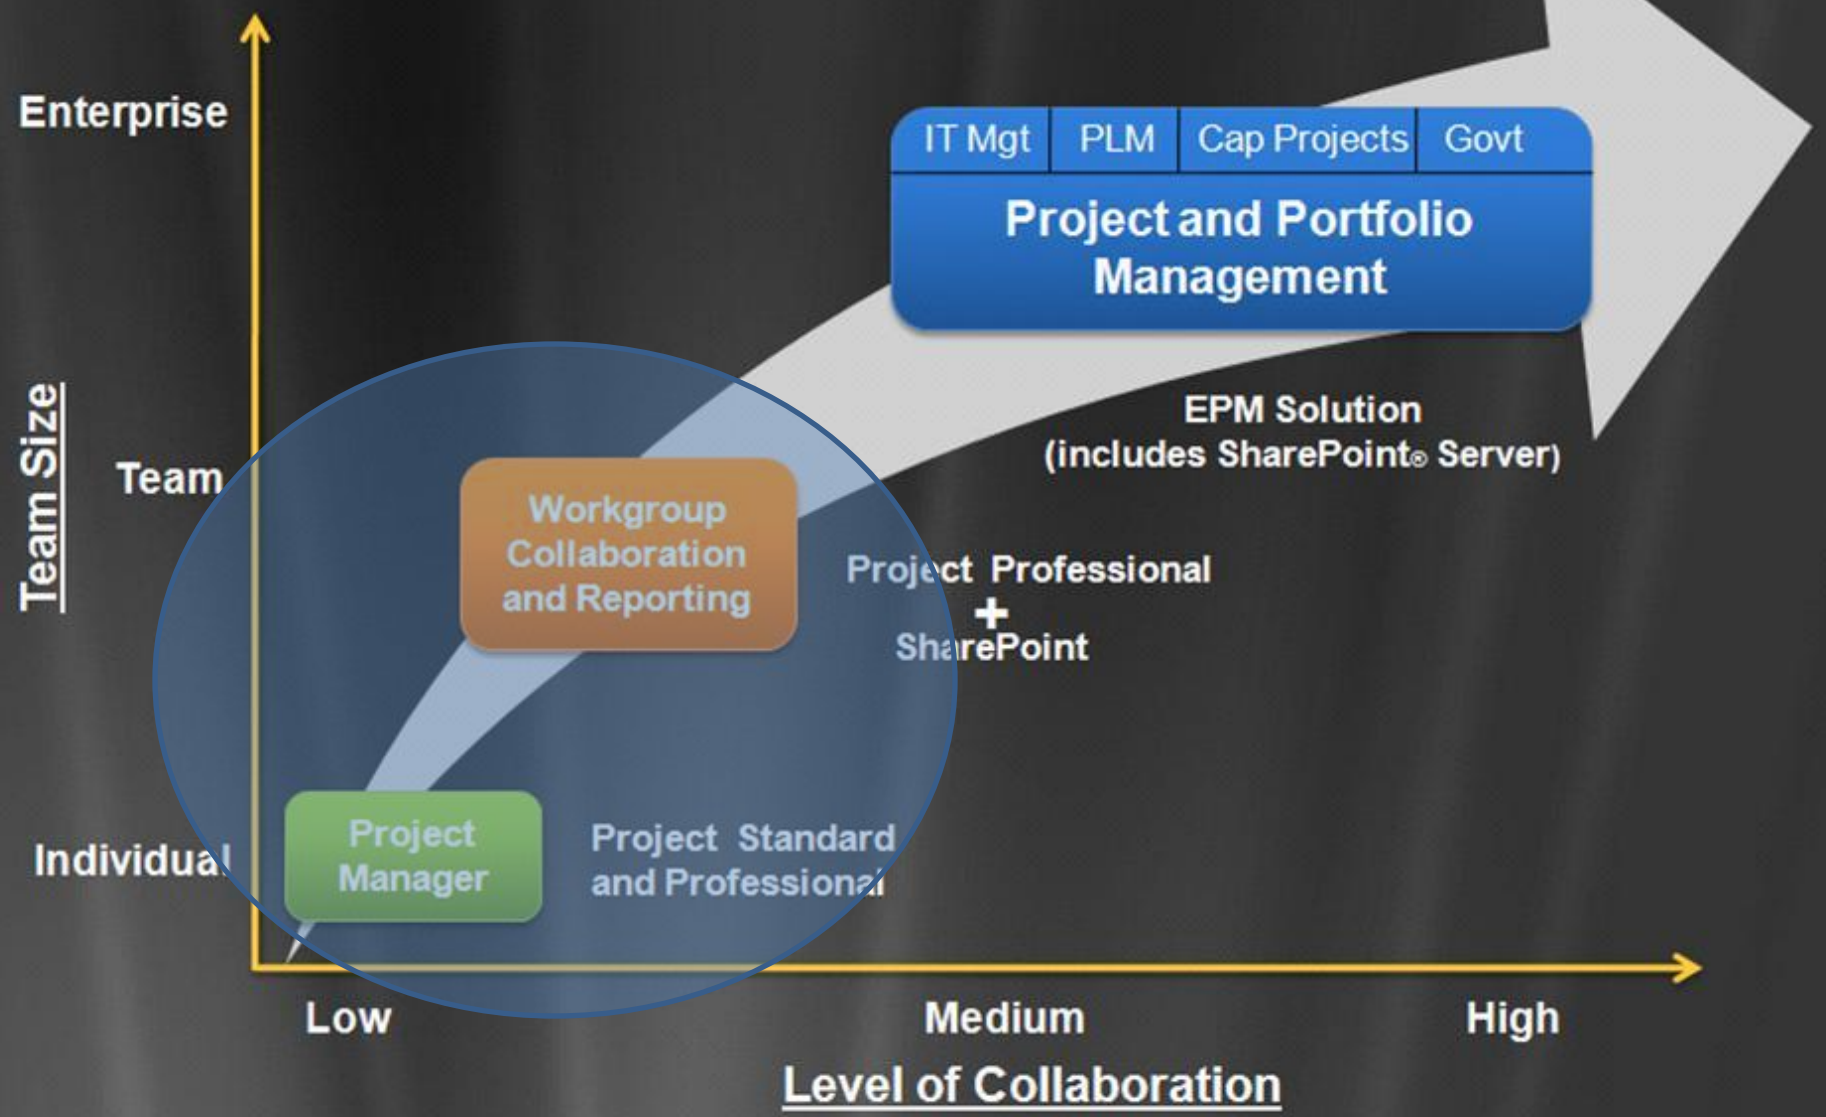 Enterprise
IT Mgt PLM Cap Projects Govt
Project and Portfolio
Management
EPM Solution
(includes SharePoint® Server)
Team Size
Team
Workgroup
Collaboration
and Reporting
Project Professional
+
SharePoint
Individual
Project
Manager
Project Standard
and Professional
Low Medium High
Level of Collaboration